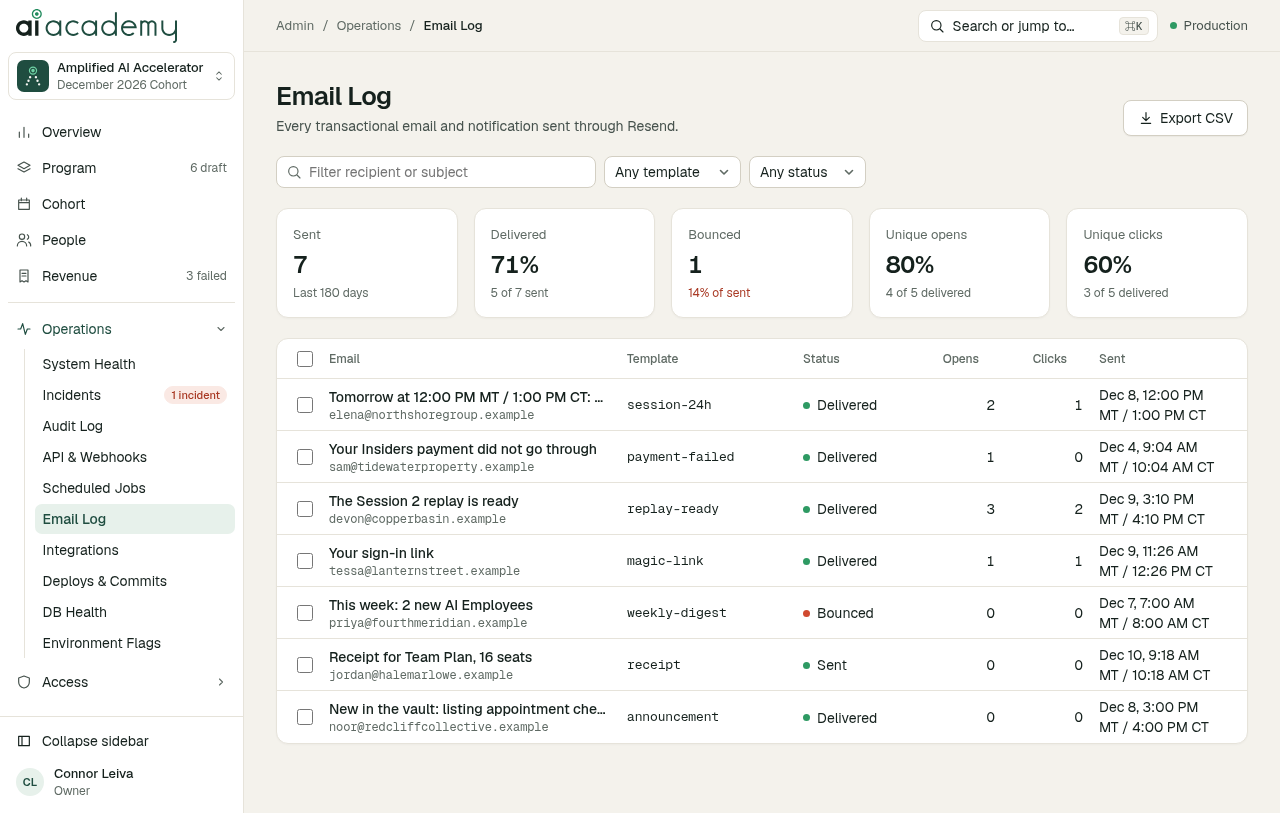 ai academy
Amplified AI Accelerator
December 2026 Cohort
Overview
Program 6 draft
Cohort
People
Revenue 3 failed
Operations
System Health
Incidents 1 incident
Audit Log
API & Webhooks
Scheduled Jobs
Email Log
Integrations
Deploys & Commits
DB Health
Environment Flags
Access
Collapse sidebar
CL
Connor Leiva
Owner
Admin / Operations / Email Log
Search or jump to… ⌘K
Production
Email Log
Every transactional email and notification sent through Resend.
Export CSV
Filter recipient or subject
Any template
Any status
Sent
7
Last 180 days
Delivered
71%
5 of 7 sent
Bounced
1
14% of sent
Unique opens
80%
4 of 5 delivered
Unique clicks
60%
3 of 5 delivered
Email Template Status Opens Clicks Sent
Tomorrow at 12:00 PM MT / 1:00 PM CT: …
elena@northshoregroup.example
session-24h Delivered 2 1
Dec 8, 12:00 PM
MT / 1:00 PM CT
Your Insiders payment did not go through
sam@tidewaterproperty.example
payment-failed Delivered 1 0
Dec 4, 9:04 AM
MT / 10:04 AM CT
The Session 2 replay is ready
devon@copperbasin.example
replay-ready Delivered 3 2
Dec 9, 3:10 PM
MT / 4:10 PM CT
Your sign-in link
tessa@lanternstreet.example
magic-link Delivered 1 1
Dec 9, 11:26 AM
MT / 12:26 PM CT
This week: 2 new AI Employees
priya@fourthmeridian.example
weekly-digest Bounced 0 0
Dec 7, 7:00 AM
MT / 8:00 AM CT
Receipt for Team Plan, 16 seats
jordan@halemarlowe.example
receipt Sent 0 0
Dec 10, 9:18 AM
MT / 10:18 AM CT
New in the vault: listing appointment che…
noor@redcliffcollective.example
announcement Delivered 0 0
Dec 8, 3:00 PM
MT / 4:00 PM CT